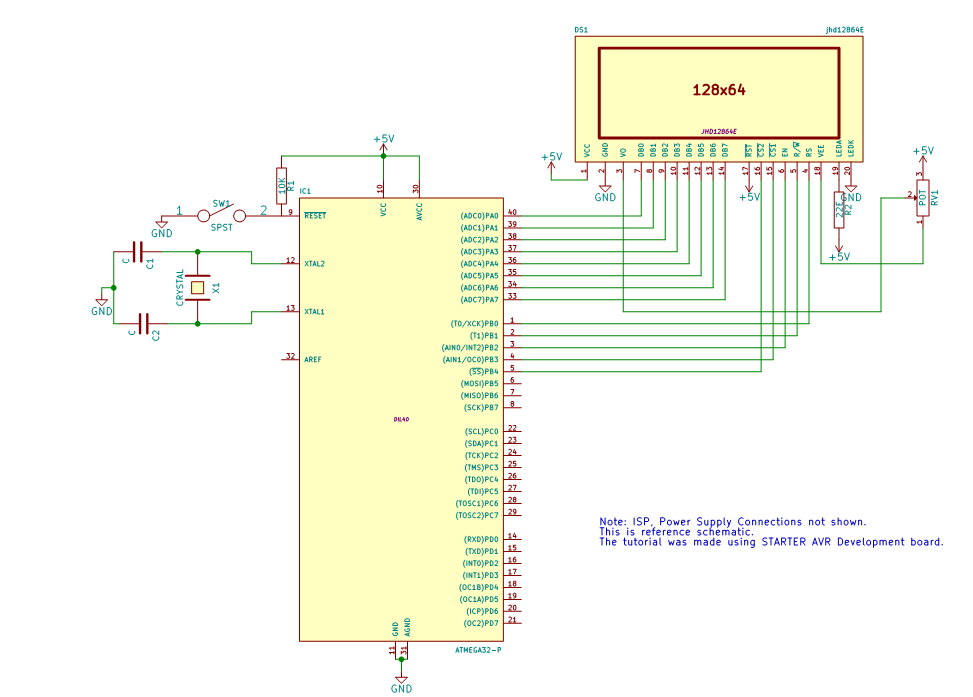 DS1 jhd12864E
128x64
JHD12864E
VCC GND VO DB0 DB1 DB2 DB3 DB4 DB5 DB6 DB7 RST CS2 CS1 EN R/W RS VEE LEDA LEDK
1 2 3 7 8 9 10 11 12 13 14 17 16 15 6 5 4 18 19 20
+5V
GND
+5V
GND
22E R2
+5V
+5V
3
2 POT RV1
1
+5V
10K R1
IC1
10 30
VCC AVCC
1 SW1 2
SPST
GND
9 RESET
C C1
12 XTAL2
CRYSTAL X1
GND
13 XTAL1
C C2
32 AREF
(ADC0)PA0 40
(ADC1)PA1 39
(ADC2)PA2 38
(ADC3)PA3 37
(ADC4)PA4 36
(ADC5)PA5 35
(ADC6)PA6 34
(ADC7)PA7 33
(T0/XCK)PB0 1
(T1)PB1 2
(AIN0/INT2)PB2 3
(AIN1/OC0)PB3 4
(SS)PB4 5
(MOSI)PB5 6
(MISO)PB6 7
(SCK)PB7 8
DIL40
(SCL)PC0 22
(SDA)PC1 23
(TCK)PC2 24
(TMS)PC3 25
(TDO)PC4 26
(TDI)PC5 27
(TOSC1)PC6 28
(TOSC2)PC7 29
(RXD)PD0 14
(TXD)PD1 15
(INT0)PD2 16
(INT1)PD3 17
(OC1B)PD4 18
(OC1A)PD5 19
(ICP)PD6 20
(OC2)PD7 21
GND AGND
11 31
ATMEGA32-P
GND
Note: ISP, Power Supply Connections not shown.
This is reference schematic.
The tutorial was made using STARTER AVR Development board.